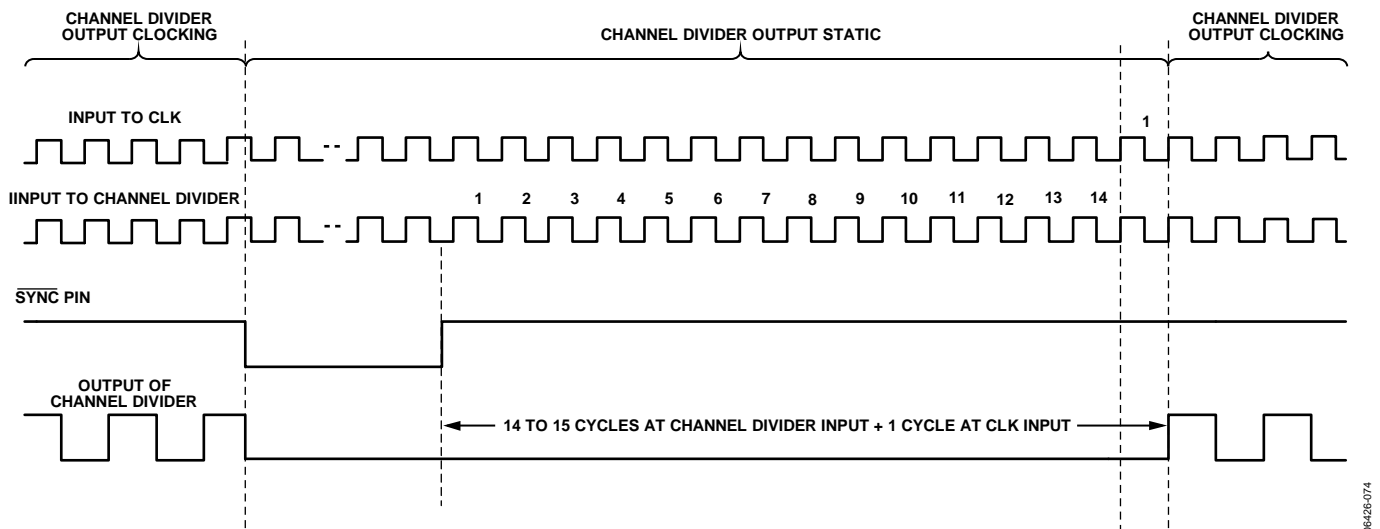 CHANNEL DIVIDER
OUTPUT CLOCKING
CHANNEL DIVIDER OUTPUT STATIC
CHANNEL DIVIDER
OUTPUT CLOCKING
INPUT TO CLK
1
IINPUT TO CHANNEL DIVIDER
1 2 3 4 5 6 7 8 9 10 11 12 13 14
SYNC PIN
OUTPUT OF
CHANNEL DIVIDER
14 TO 15 CYCLES AT CHANNEL DIVIDER INPUT + 1 CYCLE AT CLK INPUT
06426-074